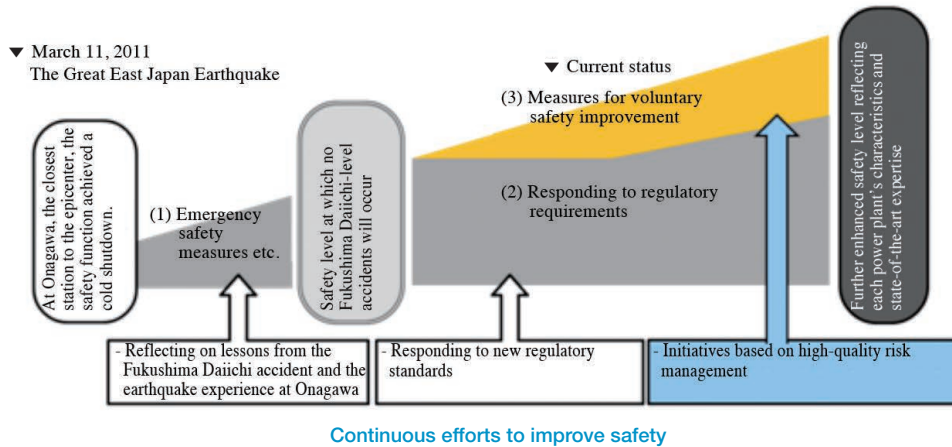 ▼ March 11, 2011
The Great East Japan Earthquake
At Onagawa, the closest
station to the epicenter, the
safety function achieved a
cold shutdown.
(1) Emergency
safety
measures etc.
Safety level at which no
Fukushima Daiichi-level
accidents will occur
▼ Current status
(3) Measures for voluntary
safety improvement
(2) Responding to regulatory
requirements
Further enhanced safety level reflecting
each power plant's characteristics and
state-of-the-art expertise
- Reflecting on lessons from the
Fukushima Daiichi accident and the
earthquake experience at Onagawa
- Responding to new regulatory
standards
- Initiatives based on high-quality risk
management
Continuous efforts to improve safety